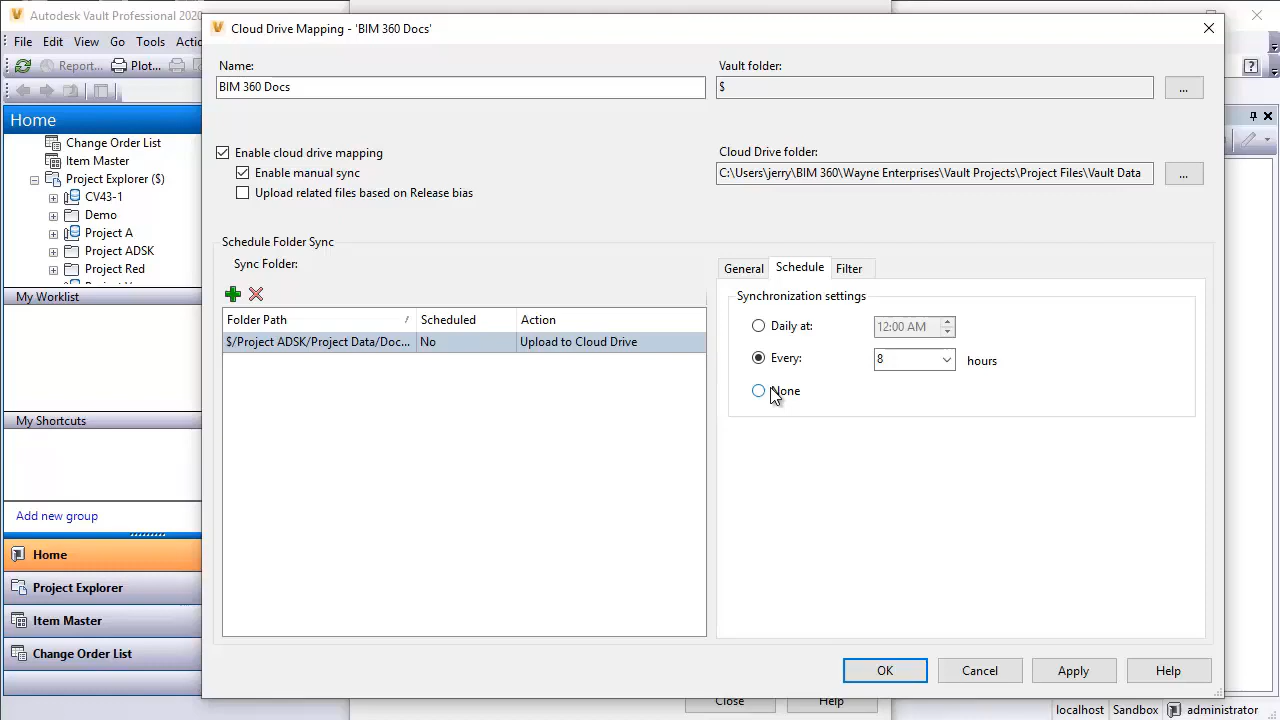 Autodesk Vault Professional 2020
File Edit View Go Tools Actio
Report... Plot...
Home
Change Order List
Item Master
Project Explorer ($)
CV43-1
Demo
Project A
Project ADSK
Project Red
My Worklist
My Shortcuts
Add new group
Home
Project Explorer
Item Master
Change Order List
Cloud Drive Mapping - 'BIM 360 Docs'
Name:
BIM 360 Docs
Vault folder:
$
...
Enable cloud drive mapping
Enable manual sync
Upload related files based on Release bias
Cloud Drive folder:
C:\Users\jerry\BIM 360\Wayne Enterprises\Vault Projects\Project Files\Vault Data
...
Schedule Folder Sync
Sync Folder:
Folder Path Scheduled Action
$/Project ADSK/Project Data/Doc... No Upload to Cloud Drive
General Schedule Filter
Synchronization settings
Daily at: 12:00 AM
Every: 8 hours
None
OK Cancel Apply Help
Close Help
localhost Sandbox administrator